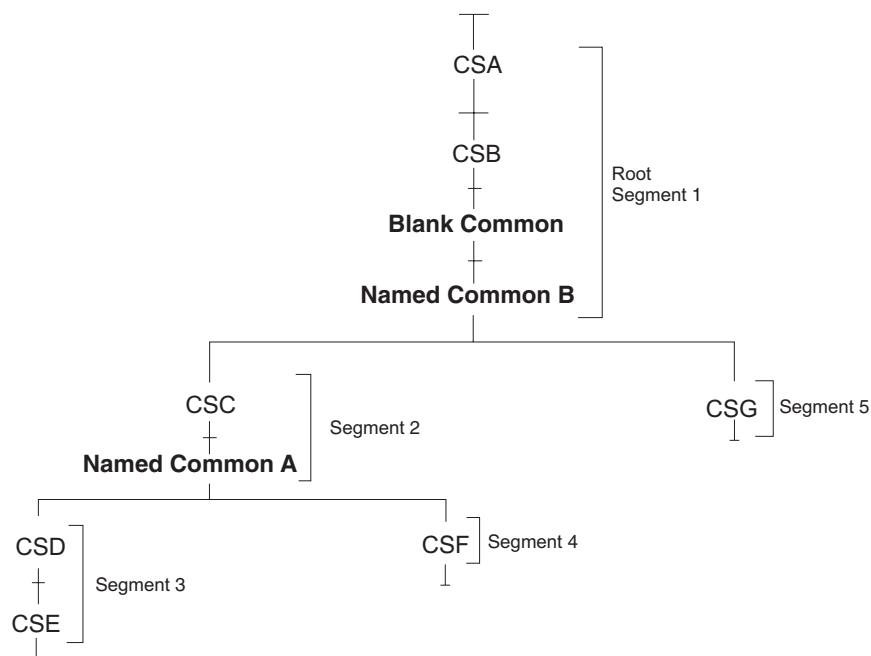 CSA
CSB
Root
Segment 1
Blank Common
Named Common B
CSC
Segment 2
CSG
Segment 5
Named Common A
CSD
CSF
Segment 4
Segment 3
CSE